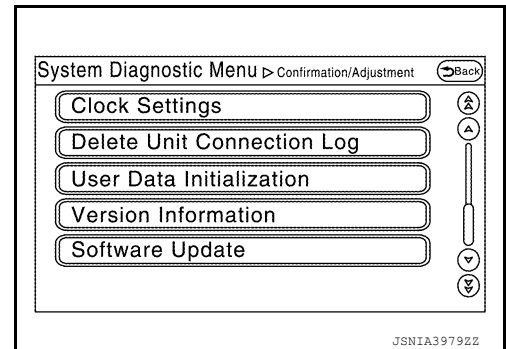 System Diagnostic Menu ▷ Confirmation/Adjustment Back
Clock Settings
Delete Unit Connection Log
User Data Initialization
Version Information
Software Update
JSNIA3979ZZ